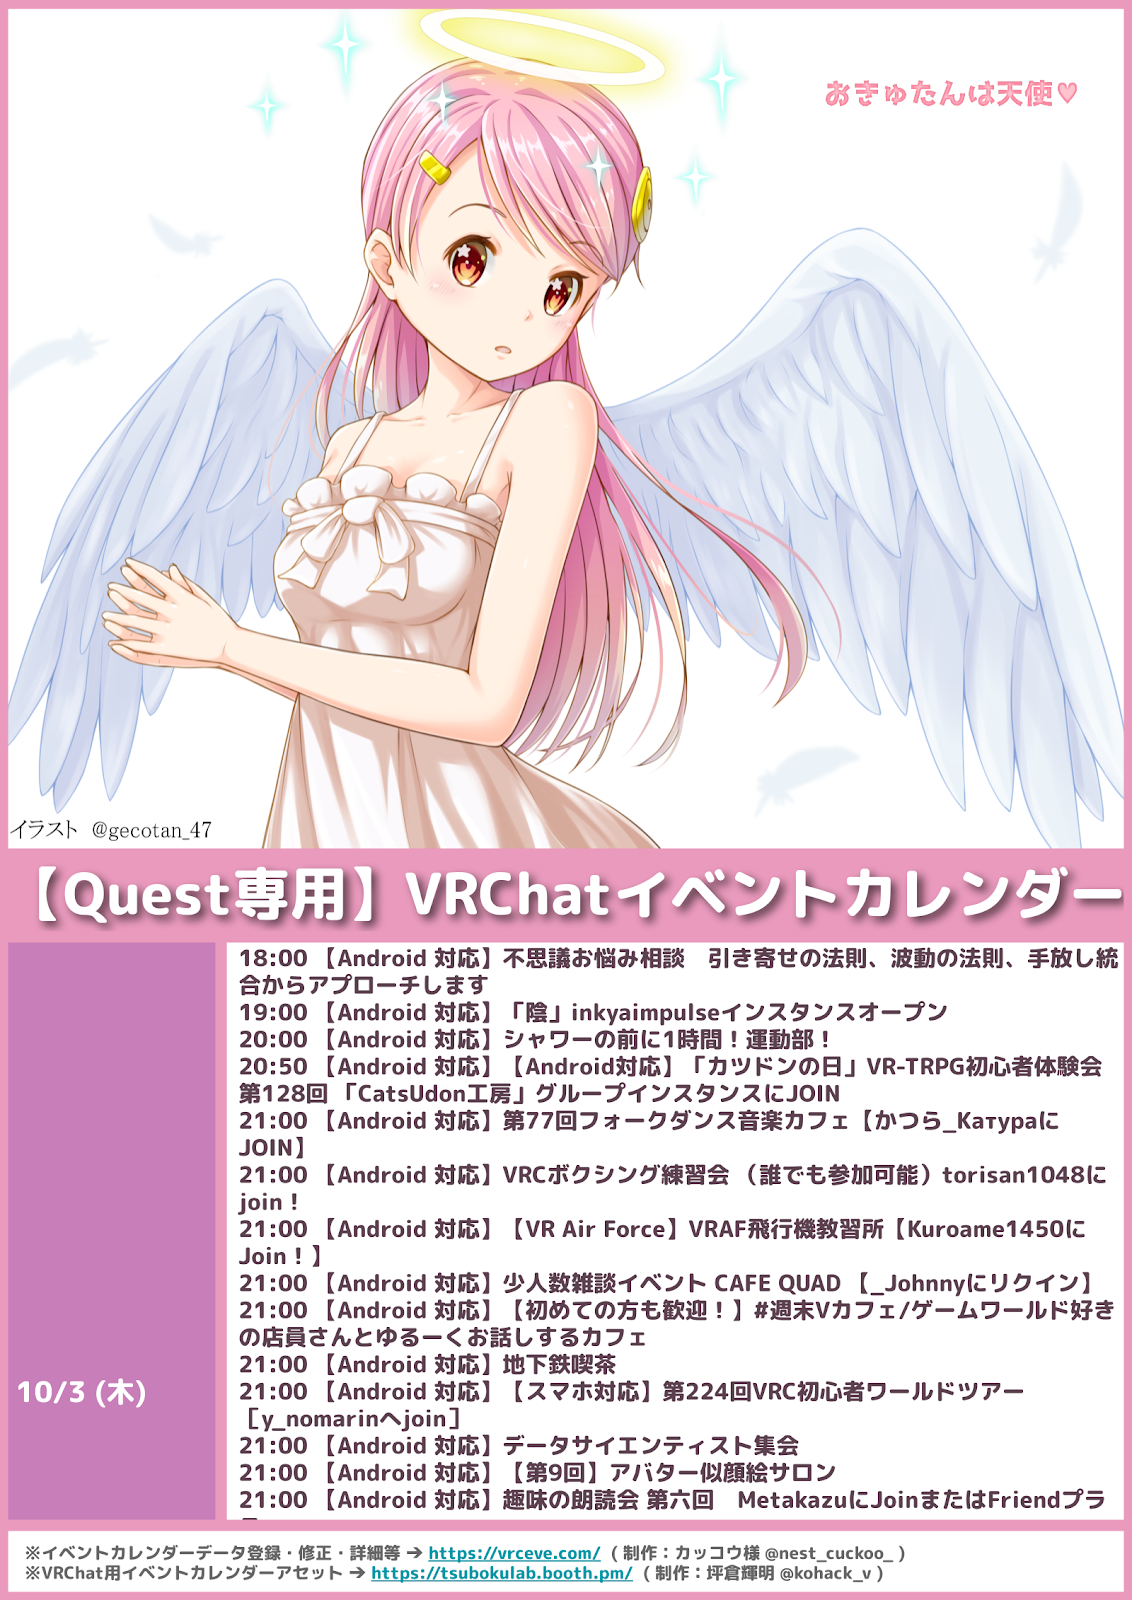 おきゅたんは天使♥
イラスト @gecotan_47
【Quest専用】VRChatイベントカレンダー
10/3 (木)
18:00 【Android 対応】不思議お悩み相談　引き寄せの法則、波動の法則、手放し統
合からアプローチします
19:00 【Android 対応】「陰」inkyaimpulseインスタンスオープン
20:00 【Android 対応】シャワーの前に1時間！運動部！
20:50 【Android 対応】【Android対応】「カツドンの日」VR-TRPG初心者体験会
第128回 「CatsUdon工房」グループインスタンスにJOIN
21:00 【Android 対応】第77回フォークダンス音楽カフェ【かつら_Катураに
JOIN】
21:00 【Android 対応】VRCボクシング練習会 （誰でも参加可能）torisan1048に
join！
21:00 【Android 対応】【VR Air Force】VRAF飛行機教習所【Kuroame1450に
Join！】
21:00 【Android 対応】少人数雑談イベント CAFE QUAD 【_Johnnyにリクイン】
21:00 【Android 対応】【初めての方も歓迎！】#週末Vカフェ/ゲームワールド好き
の店員さんとゆるーくお話しするカフェ
21:00 【Android 対応】地下鉄喫茶
21:00 【Android 対応】【スマホ対応】第224回VRC初心者ワールドツアー
［y_nomarinへjoin］
21:00 【Android 対応】データサイエンティスト集会
21:00 【Android 対応】【第9回】アバター似顔絵サロン
21:00 【Android 対応】趣味の朗読会 第六回　MetakazuにJoinまたはFriendプラ
※イベントカレンダーデータ登録・修正・詳細等 → https://vrceve.com/ （制作：カッコウ様 @nest_cuckoo_ ）
※VRChat用イベントカレンダーアセット → https://tsubokulab.booth.pm/ （制作：坪倉輝明 @kohack_v ）